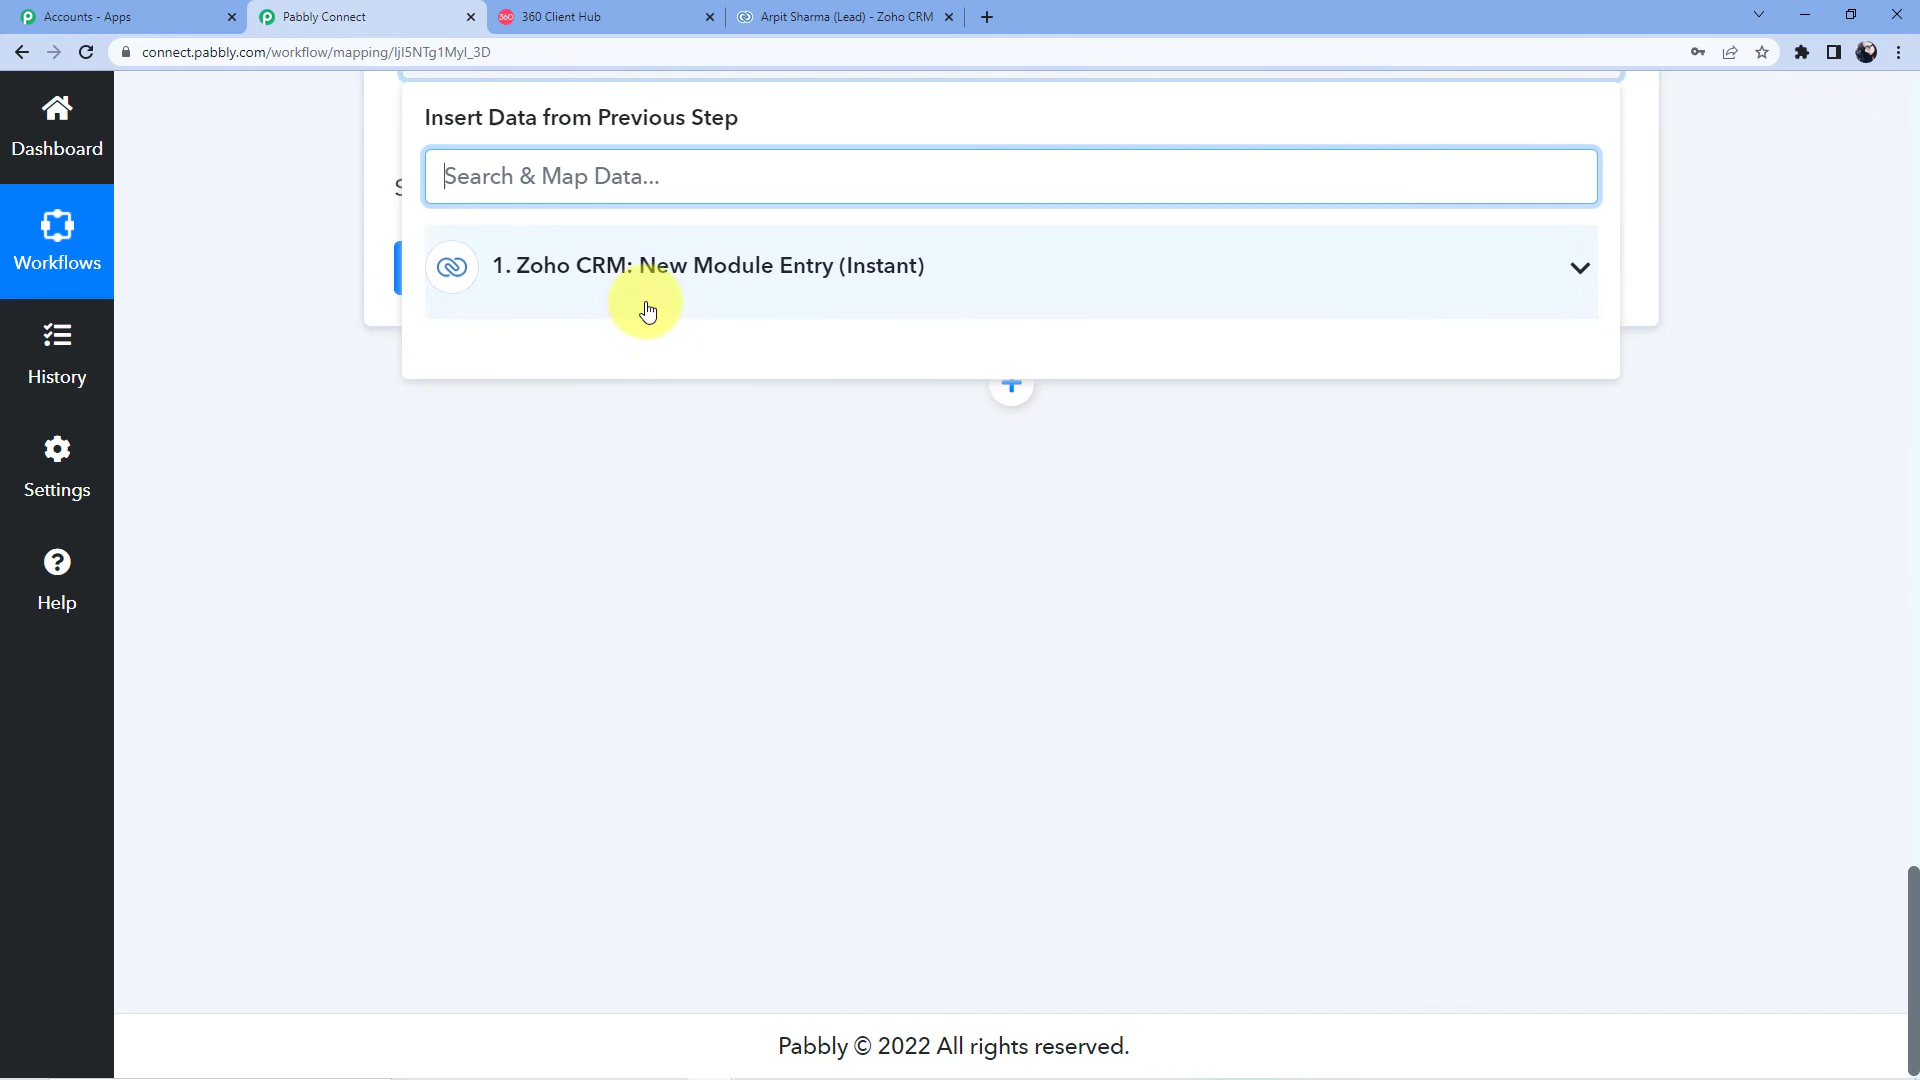 Accounts - Apps
Pabbly Connect
360 Client Hub
Arpit Sharma (Lead) - Zoho CRM
connect.pabbly.com/workflow/mapping/IjI5NTg1MyI_3D
Dashboard
Workflows
History
Settings
Help
Insert Data from Previous Step
Search & Map Data...
1. Zoho CRM: New Module Entry (Instant)
Pabbly © 2022 All rights reserved.